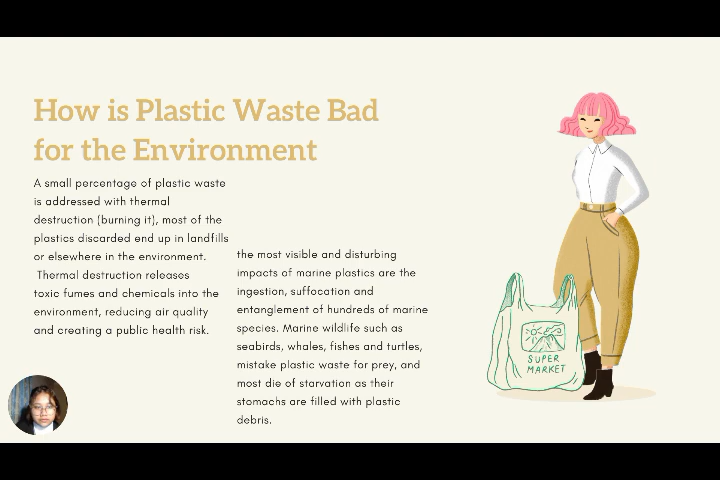 How is Plastic Waste Bad
for the Environment
A small percentage of plastic waste
is addressed with thermal
destruction (burning it), most of the
plastics discarded end up in landfills
or elsewhere in the environment.
Thermal destruction releases
toxic fumes and chemicals into the
environment, reducing air quality
and creating a public health risk.
the most visible and disturbing
impacts of marine plastics are the
ingestion, suffocation and
entanglement of hundreds of marine
species. Marine wildlife such as
seabirds, whales, fishes and turtles,
mistake plastic waste for prey, and
most die of starvation as their
stomachs are filled with plastic
debris.
SUPER
MARKET